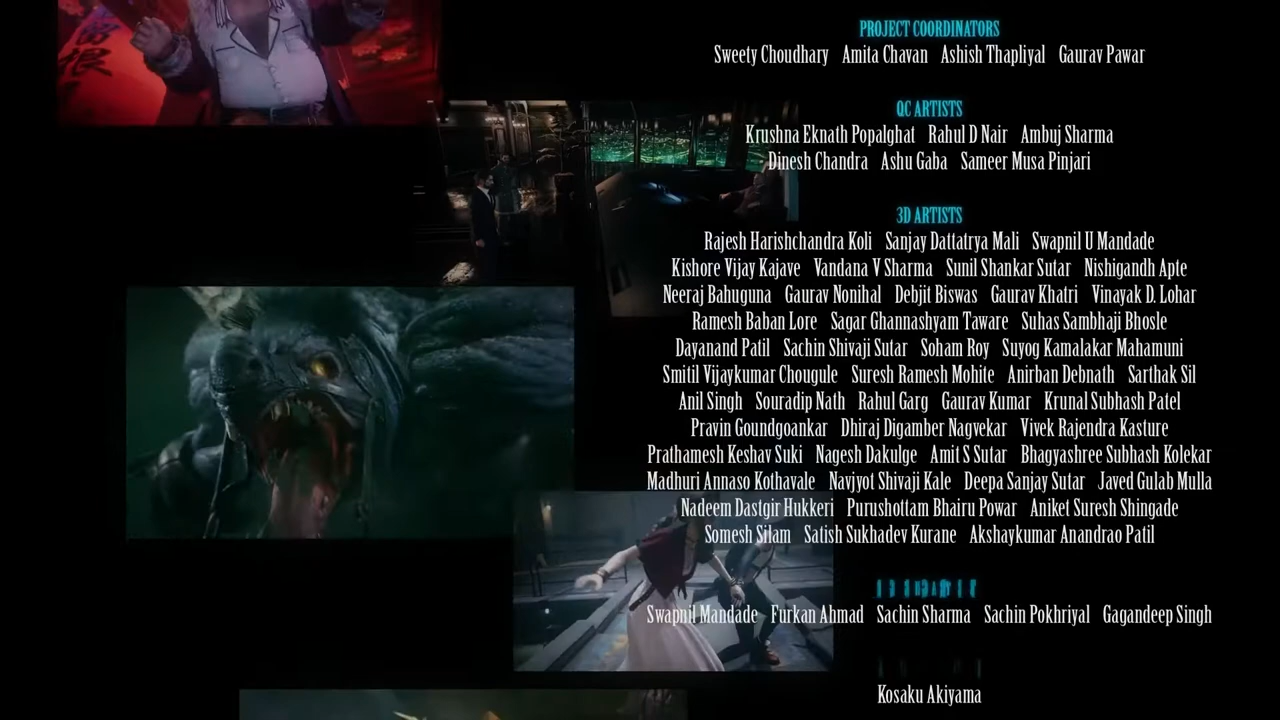 PROJECT COORDINATORS
Sweety Choudhary Amita Chavan Ashish Thapliyal Gaurav Pawar
QC ARTISTS
Krushna Eknath Popalghat Rahul D Nair Ambuj Sharma
Dinesh Chandra Ashu Gaba Sameer Musa Pinjari
3D ARTISTS
Rajesh Harishchandra Koli Sanjay Dattatrya Mali Swapnil U Mandade
Kishore Vijay Kajave Vandana V Sharma Sunil Shankar Sutar Nishigandh Apte
Neeraj Bahuguna Gaurav Nonihal Debjit Biswas Gaurav Khatri Vinayak D. Lohar
Ramesh Baban Lore Sagar Ghannashyam Taware Suhas Sambhaji Bhosle
Dayanand Patil Sachin Shivaji Sutar Soham Roy Suyog Kamalakar Mahamuni
Smitil Vijaykumar Chougule Suresh Ramesh Mohite Anirban Debnath Sarthak Sil
Anil Singh Souradip Nath Rahul Garg Gaurav Kumar Krunal Subhash Patel
Pravin Goundgoankar Dhiraj Digamber Nagvekar Vivek Rajendra Kasture
Prathamesh Keshav Suki Nagesh Dakulge Amit S Sutar Bhagyashree Subhash Kolekar
Madhuri Annaso Kothavale Navjyot Shivaji Kale Deepa Sanjay Sutar Javed Gulab Mulla
Nadeem Dastgir Hukkeri Purushottam Bhairu Powar Aniket Suresh Shingade
Somesh Silam Satish Sukhadev Kurane Akshaykumar Anandrao Patil
Swapnil Mandade Furkan Ahmad Sachin Sharma Sachin Pokhriyal Gagandeep Singh
Kosaku Akiyama